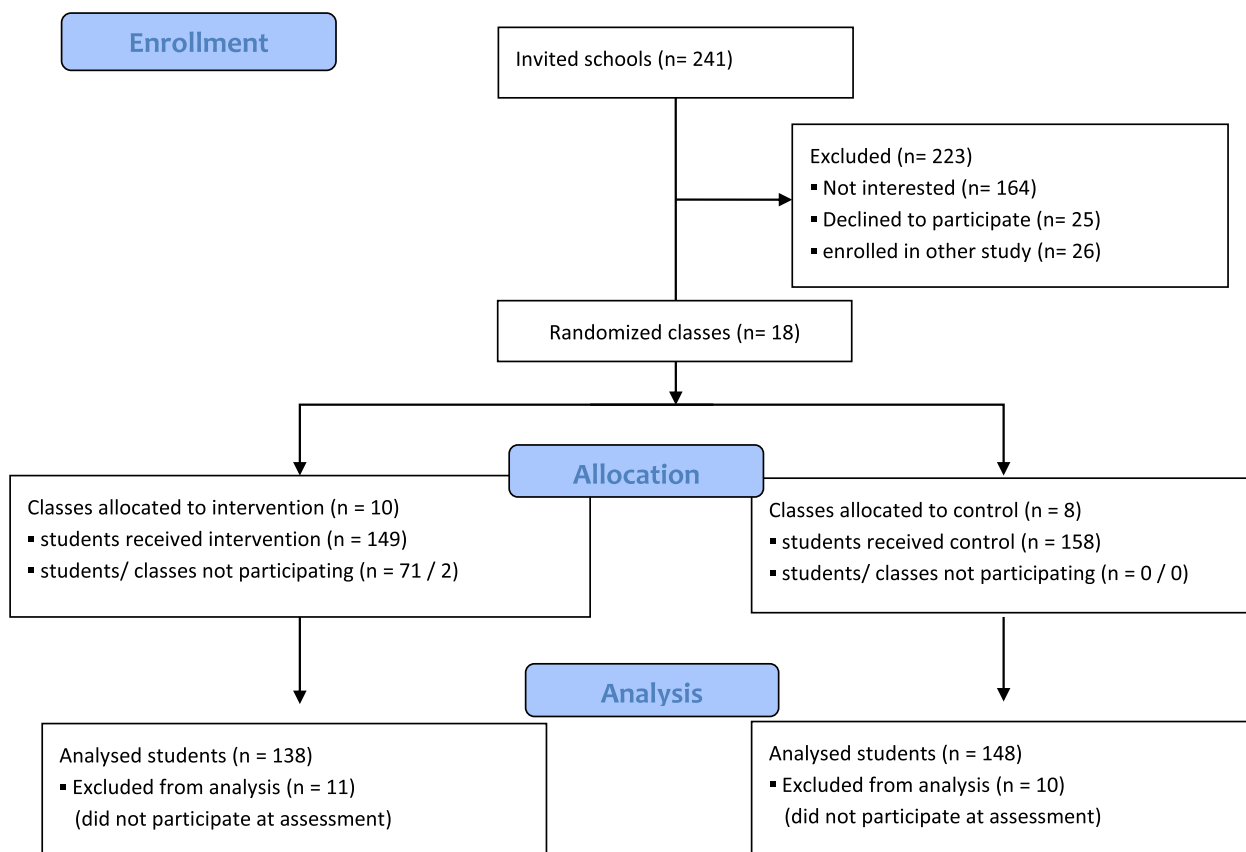 Enrollment
Invited schools (n= 241)
Excluded (n= 223)
▪ Not interested (n= 164)
▪ Declined to participate (n= 25)
▪ enrolled in other study (n= 26)
Randomized classes (n= 18)
Allocation
Classes allocated to intervention (n = 10)
▪ students received intervention (n = 149)
▪ students/ classes not participating (n = 71 / 2)
Classes allocated to control (n = 8)
▪ students received control (n = 158)
▪ students/ classes not participating (n = 0 / 0)
Analysis
Analysed students (n = 138)
▪ Excluded from analysis (n = 11)
(did not participate at assessment)
Analysed students (n = 148)
▪ Excluded from analysis (n = 10)
(did not participate at assessment)